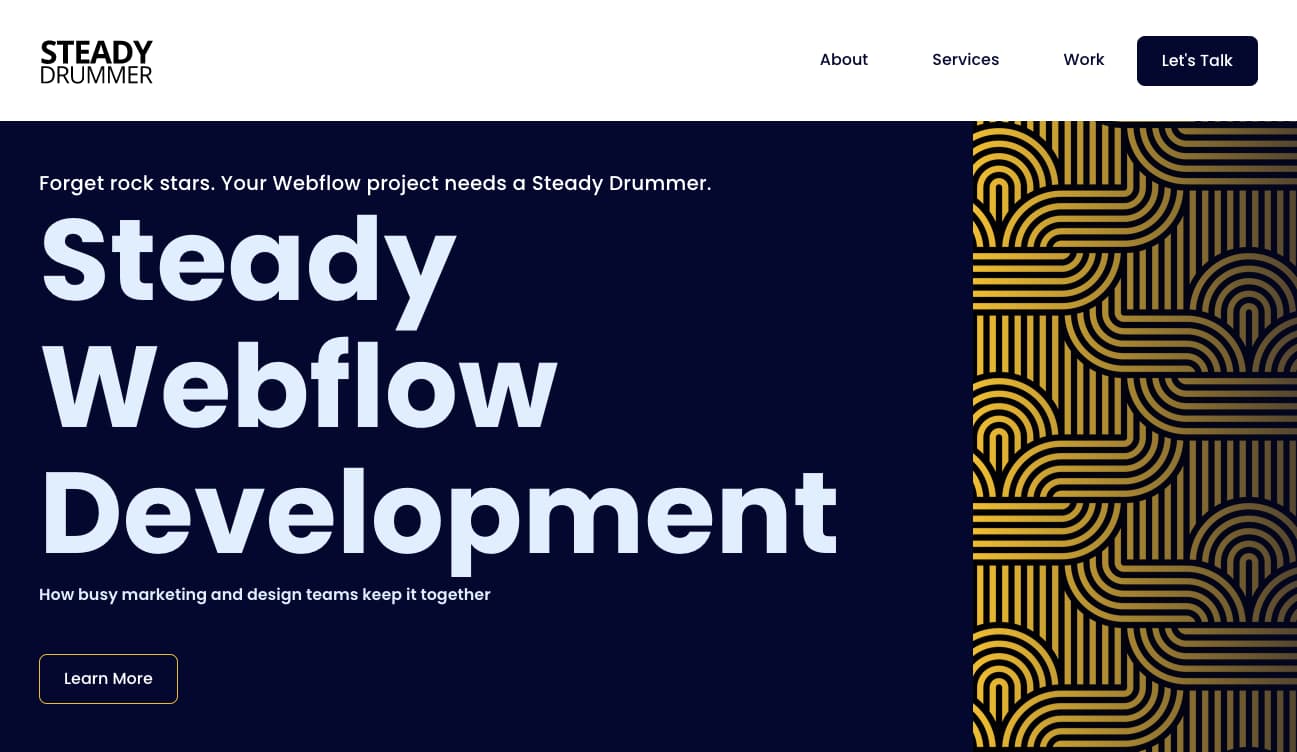 STEADY
DRUMMER
About
Services
Work
Let's Talk
Forget rock stars. Your Webflow project needs a Steady Drummer.
Steady
Webflow
Development
How busy marketing and design teams keep it together
Learn More